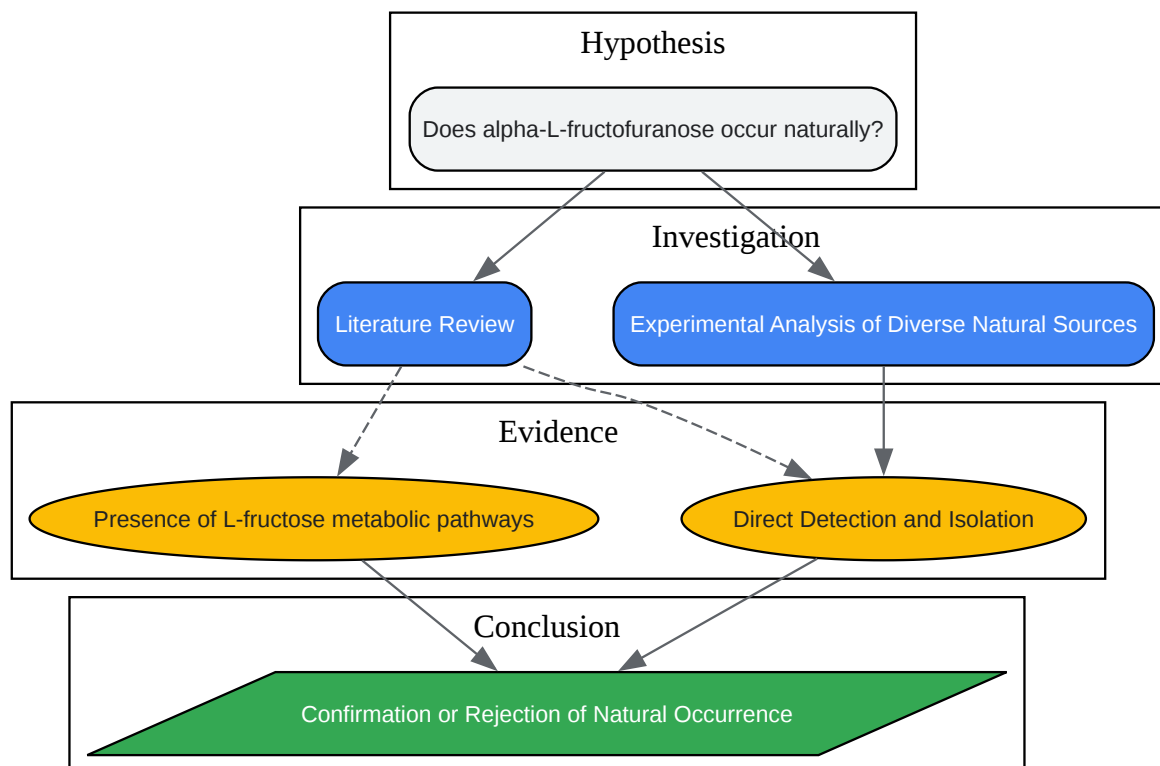 Hypothesis
Does alpha-L-fructofuranose occur naturally?
Investigation
Literature Review
Experimental Analysis of Diverse Natural Sources
Evidence
Presence of L-fructose metabolic pathways
Direct Detection and Isolation
Conclusion
Confirmation or Rejection of Natural Occurrence